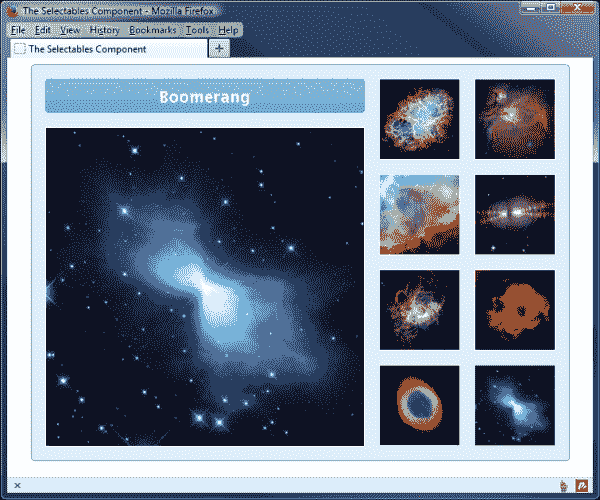 The Selectables Component - Mozilla Firefox
File Edit View History Bookmarks Tools Help
The Selectables Component
Boomerang